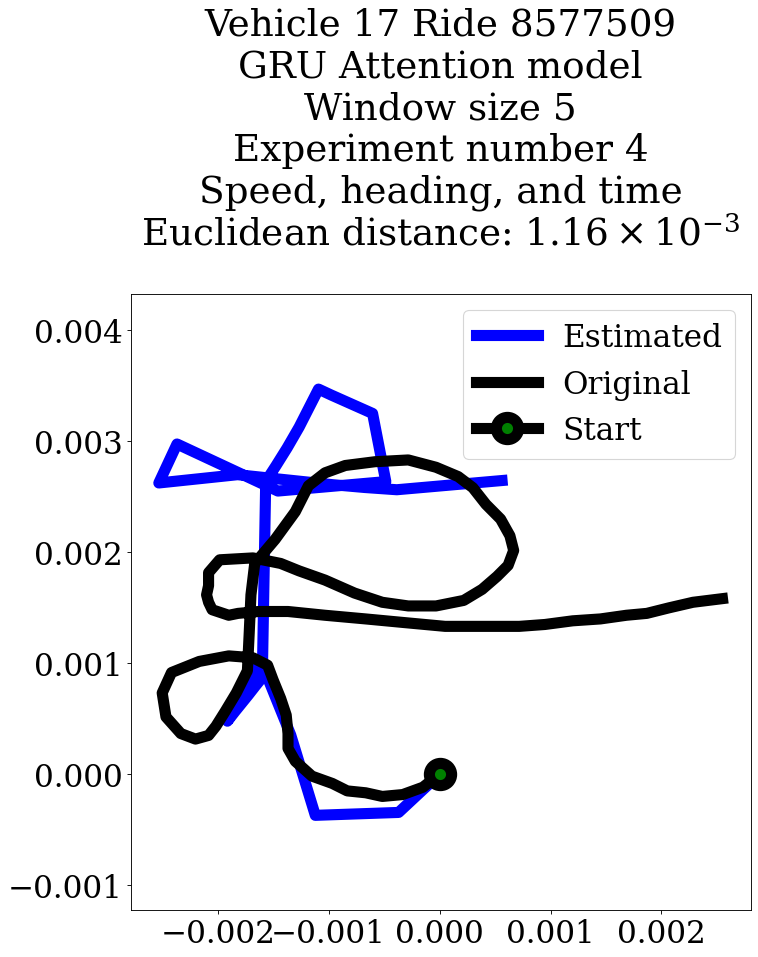 Vehicle 17 Ride 8577509
GRU Attention model
Window size 5
Experiment number 4
Speed, heading, and time
Euclidean distance: 1.16 × 10⁻³
Estimated
Original
Start
0.004
0.003
0.002
0.001
0.000
−0.001
−0.002 −0.001 0.000 0.001 0.002